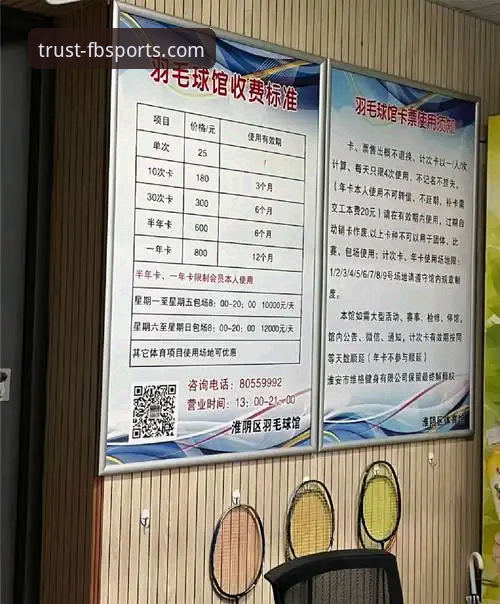 trust-fbsports.com
羽毛球馆收费标准
项目 价格/元 使用有效期
单次 25 /
10次卡 180 3个月
30次卡 300 6个月
半年卡 600 6个月
一年卡 800 12个月
半年卡、一年卡限制会员本人使用
星期一至星期五包场8:00-20:00 10000元/天
星期六至星期日包场8:00-20:00 12000元/天
其它体育项目使用场地可优惠
咨询电话：80559992
营业时间：13:00-21:00
淮阴区羽毛球馆
羽毛球馆卡票使用须知
卡、票售出概不退换，计次卡以一/人/次
计算，每天只限4次使用，不记名不挂失。
（年卡本人使用不可转借，不延期，补卡需
交工本费20元）请在有效期内使用，过期自
动销卡作废，以上卡种不可以用于团体、比
赛、包场使用；计次卡、年卡使用场地限：
1/2/3/4/5/6/7/8/9号场地请遵守馆内规章制
度。
本馆如需大型活动、赛事、检修、停馆，
馆内公告、微信、通知，计次卡有效期按同
等天数顺延（年卡不参与顺延）
淮安市维格健身有限公司保留最终解释权
淮阴区体育馆